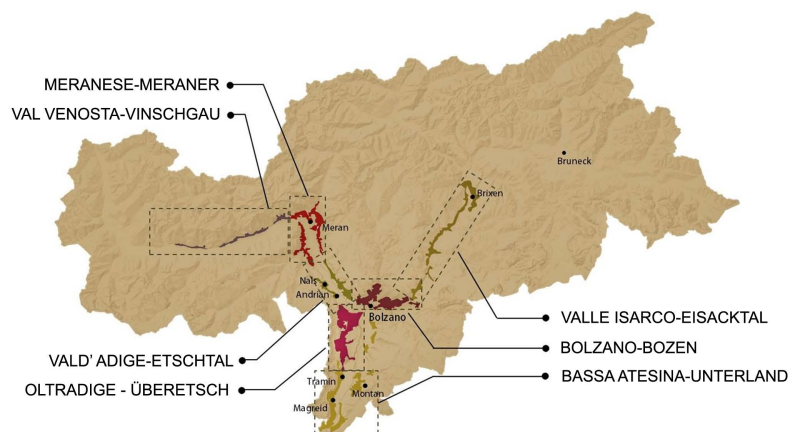 MERANESE-MERANER
VAL VENOSTA-VINSCHGAU
Bruneck
Brixen
Meran
Nals
Andrian
Bolzano
VALLE ISARCO-EISACKTAL
BOLZANO-BOZEN
VALD' ADIGE-ETSCHTAL
BASSA ATESINA-UNTERLAND
OLTRADIGE - ÜBERETSCH
Tramin
Montan
Magreid